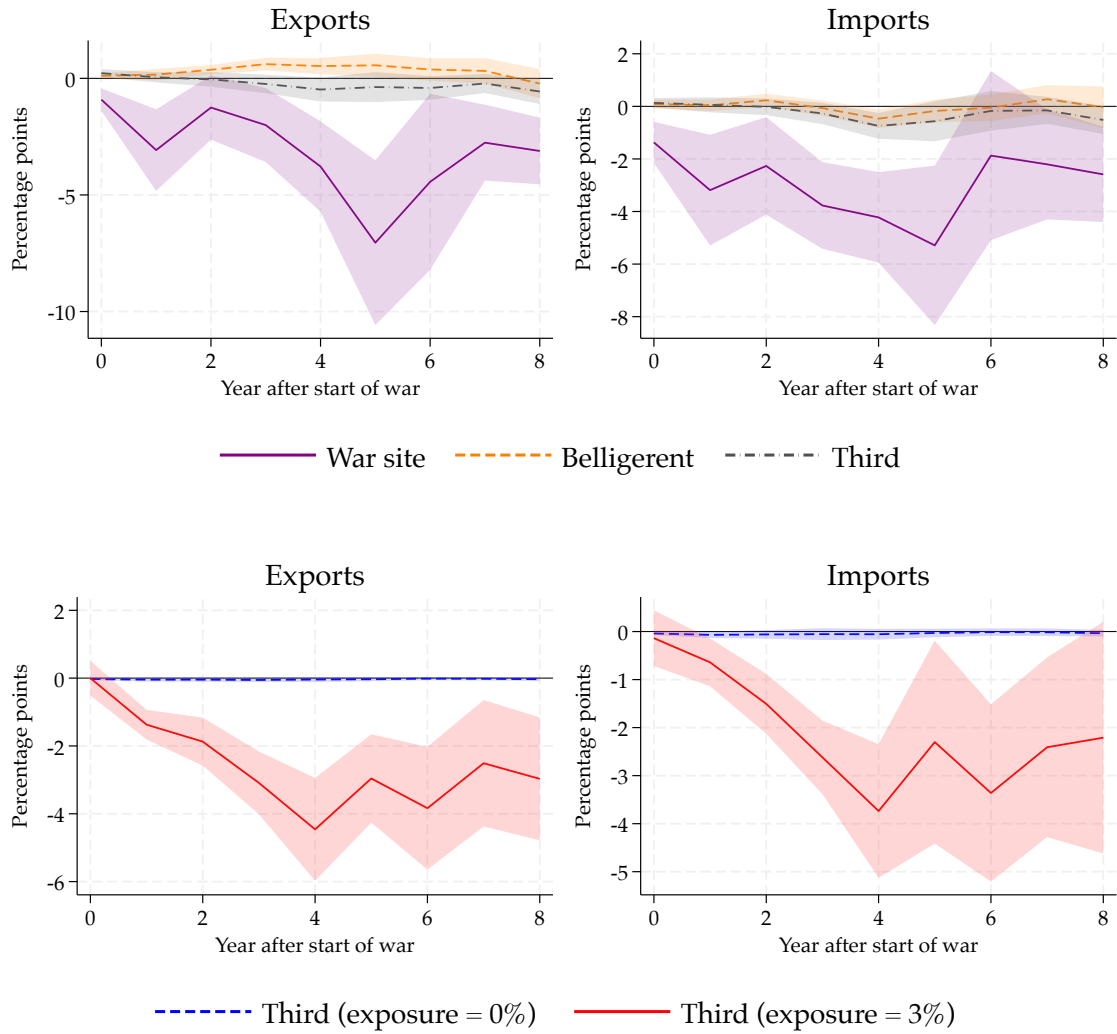 Exports
Imports
Percentage points
0
-5
-10
0
2
4
6
8
Year after start of war
Percentage points
2
0
-2
-4
-6
-8
0
2
4
6
8
Year after start of war
War site
Belligerent
Third
Exports
Imports
Percentage points
2
0
-2
-4
-6
0
2
4
6
8
Year after start of war
Percentage points
0
-1
-2
-3
-4
-5
0
2
4
6
8
Year after start of war
Third (exposure = 0%)
Third (exposure = 3%)